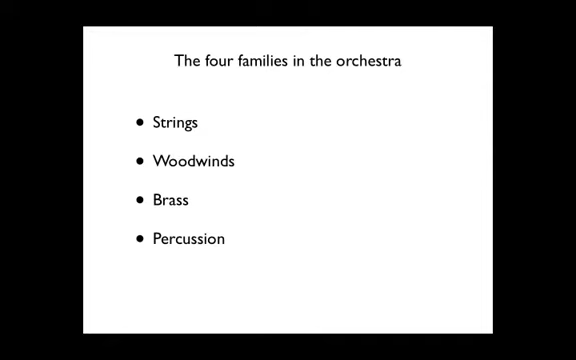 The four families in the orchestra
• Strings
• Woodwinds
• Brass
• Percussion